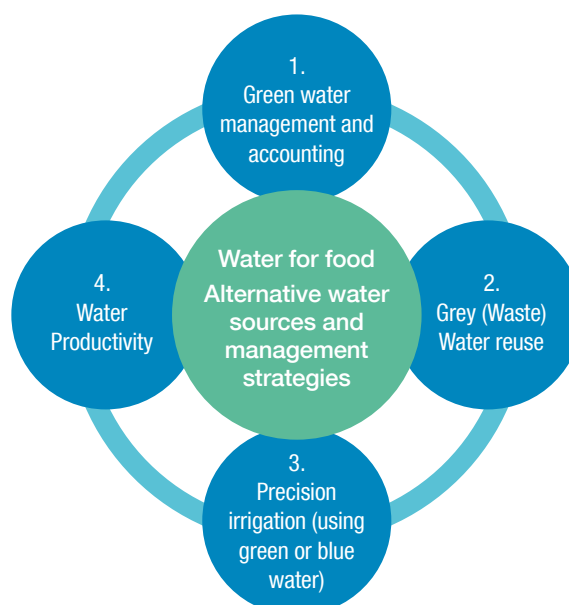 1.
Green water
management and
accounting
Water for food
Alternative water
sources and
management
strategies
2.
Grey (Waste)
Water reuse
3.
Precision
irrigation (using
green or blue
water)
4.
Water
Productivity